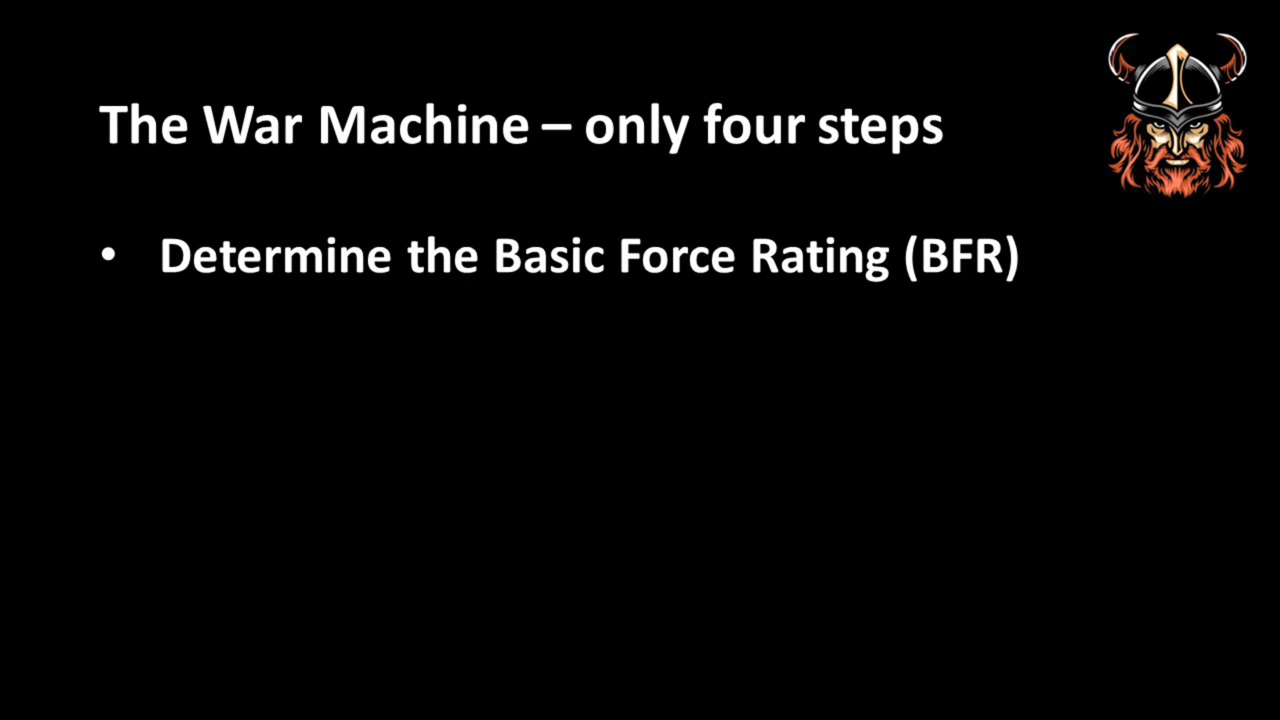 The War Machine – only four steps
• Determine the Basic Force Rating (BFR)